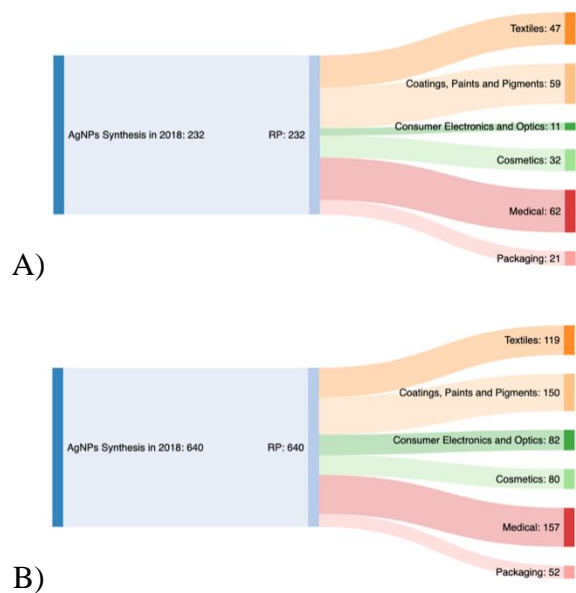 Textiles: 47
Coatings, Paints and Pigments: 59
AgNPs Synthesis in 2018: 232
RP: 232
Consumer Electronics and Optics: 11
Cosmetics: 32
Medical: 62
Packaging: 21
A)
Textiles: 119
Coatings, Paints and Pigments: 150
AgNPs Synthesis in 2018: 640
RP: 640
Consumer Electronics and Optics: 82
Cosmetics: 80
Medical: 157
Packaging: 52
B)